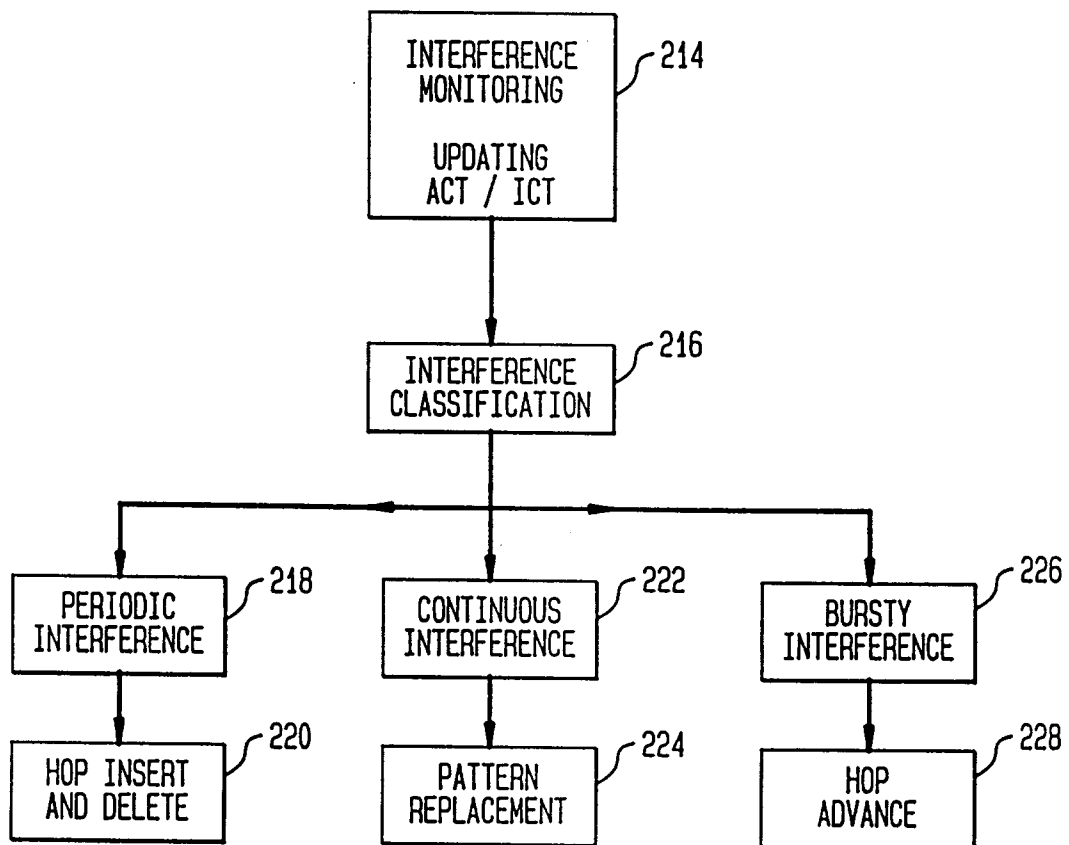 INTERFERENCE
MONITORING
UPDATING
ACT / ICT
214
INTERFERENCE
CLASSIFICATION
216
PERIODIC
INTERFERENCE
218
CONTINUOUS
INTERFERENCE
222
BURSTY
INTERFERENCE
226
HOP INSERT
AND DELETE
220
PATTERN
REPLACEMENT
224
HOP
ADVANCE
228